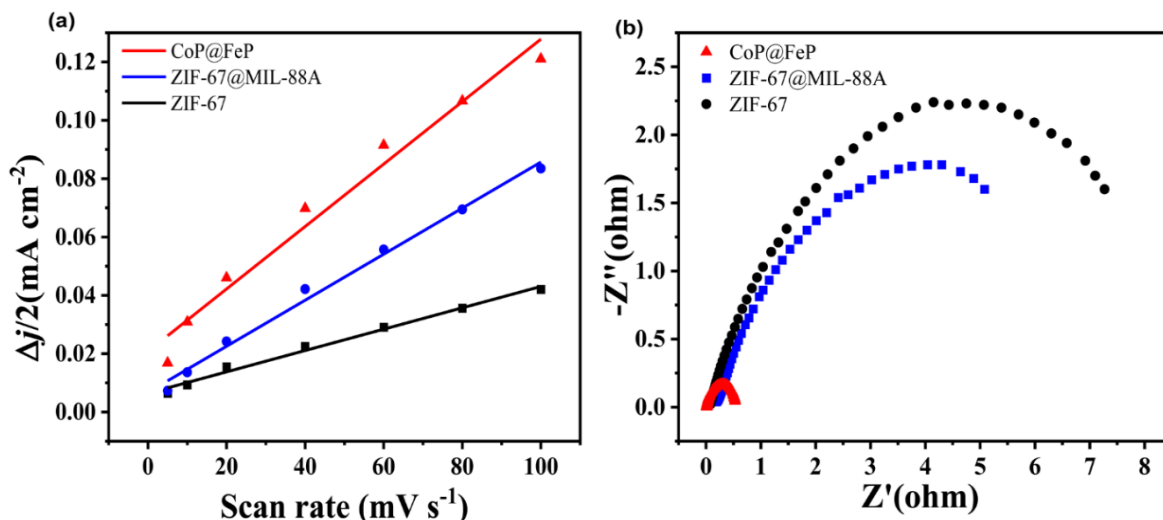 (a)
CoP@FeP
ZIF-67@MIL-88A
ZIF-67
0.12
0.10
0.08
0.06
0.04
0.02
0.00
Δj/2(mA cm⁻²)
0 20 40 60 80 100
Scan rate (mV s⁻¹)
(b)
CoP@FeP
ZIF-67@MIL-88A
ZIF-67
2.5
2.0
1.5
1.0
0.5
0.0
-Z''(ohm)
0 1 2 3 4 5 6 7 8
Z'(ohm)